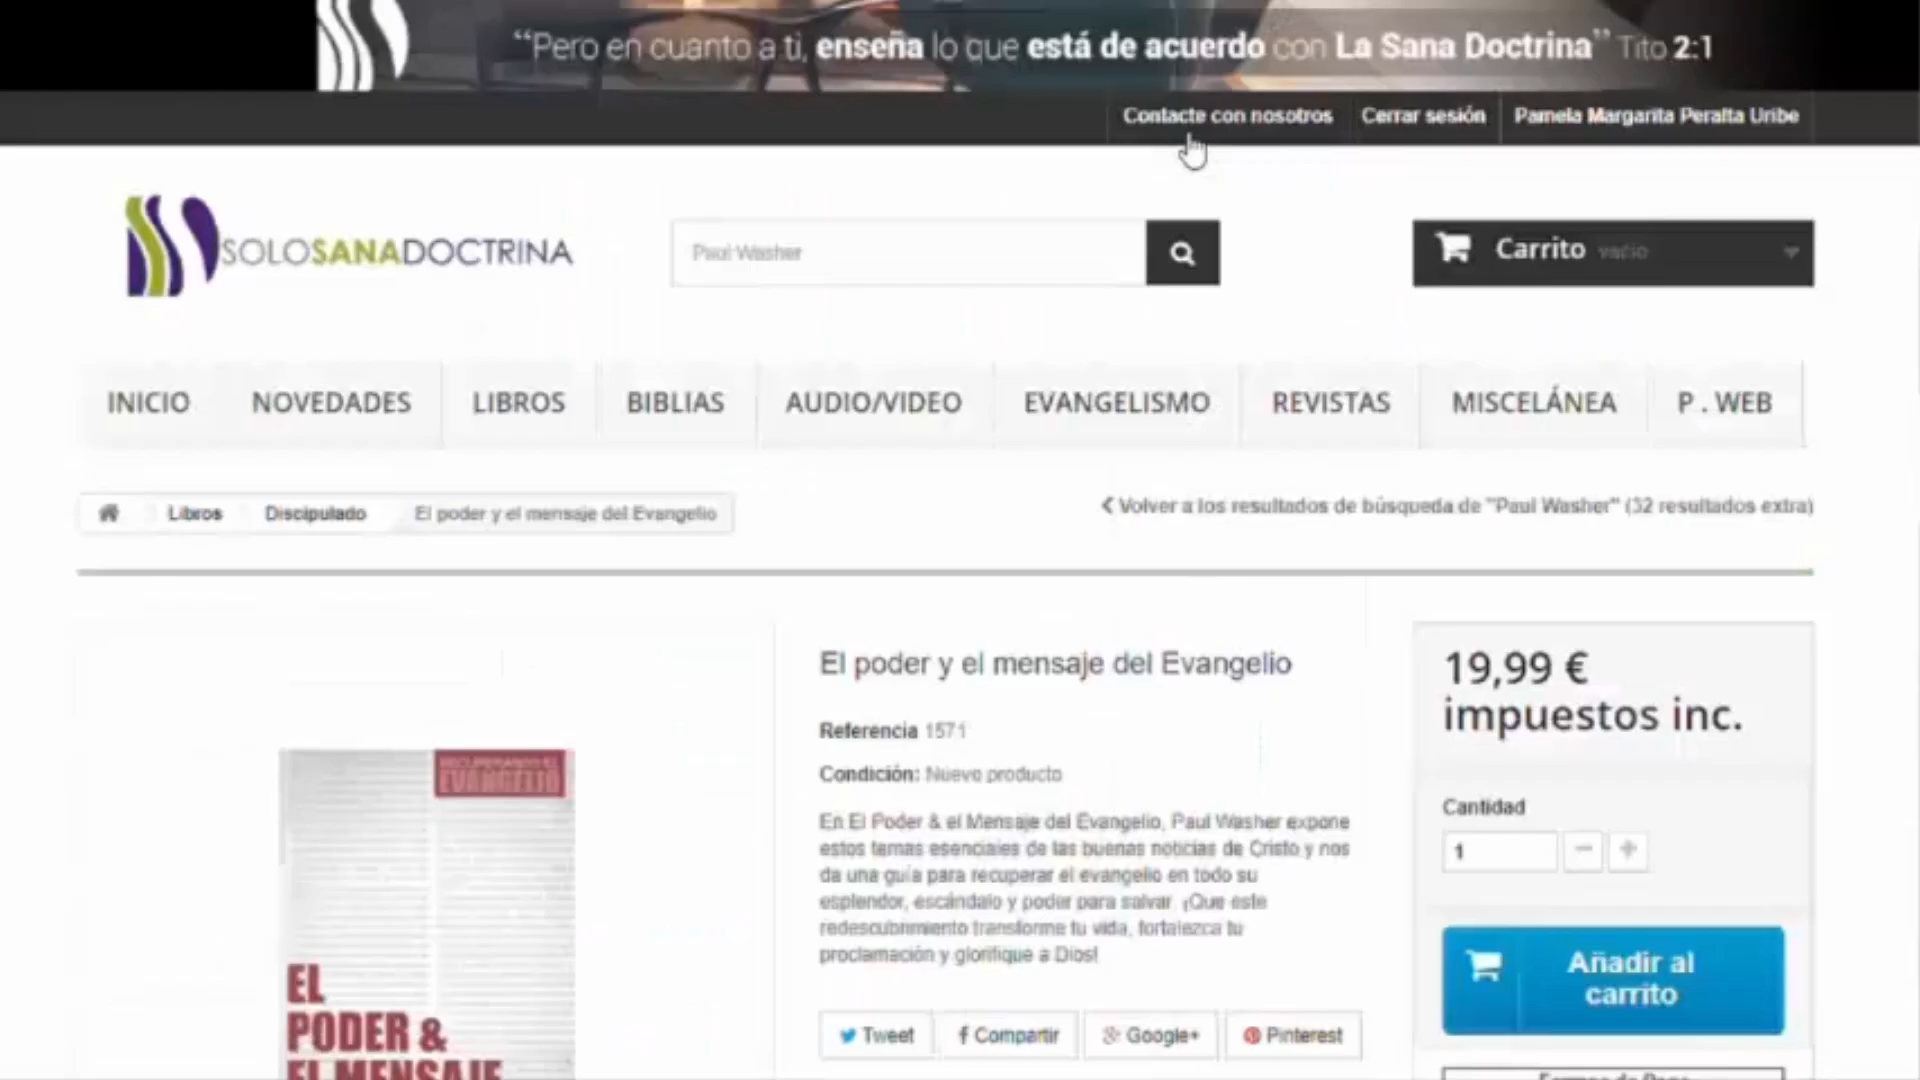 “Pero en cuanto a ti, enseña lo que está de acuerdo con La Sana Doctrina” Tito 2:1
Contacte con nosotros
Cerrar sesión
Pamela Margarita Peralta Uribe
SOLOSANADOCTRINA
Paul Washer
Carrito vacío
INICIO
NOVEDADES
LIBROS
BIBLIAS
AUDIO/VIDEO
EVANGELISMO
REVISTAS
MISCELÁNEA
P . WEB
Libros
Discipulado
El poder y el mensaje del Evangelio
Volver a los resultados de búsqueda de "Paul Washer" (32 resultados extra)
El poder y el mensaje del Evangelio
Referencia 1571
Condición: Nuevo producto
En El Poder & el Mensaje del Evangelio, Paul Washer expone
estos temas esenciales de las buenas noticias de Cristo y nos
da una guía para recuperar el evangelio en todo su
esplendor, escándalo y poder para salvar. ¡Que este
redescubrimiento transforme tu vida, fortalezca tu
proclamación y glorifique a Dios!
Tweet
Compartir
Google+
Pinterest
19,99 €
impuestos inc.
Cantidad
1
Añadir al
carrito
RECUPERANDO EL
EVANGELIO
EL
PODER &
EL MENSAJE